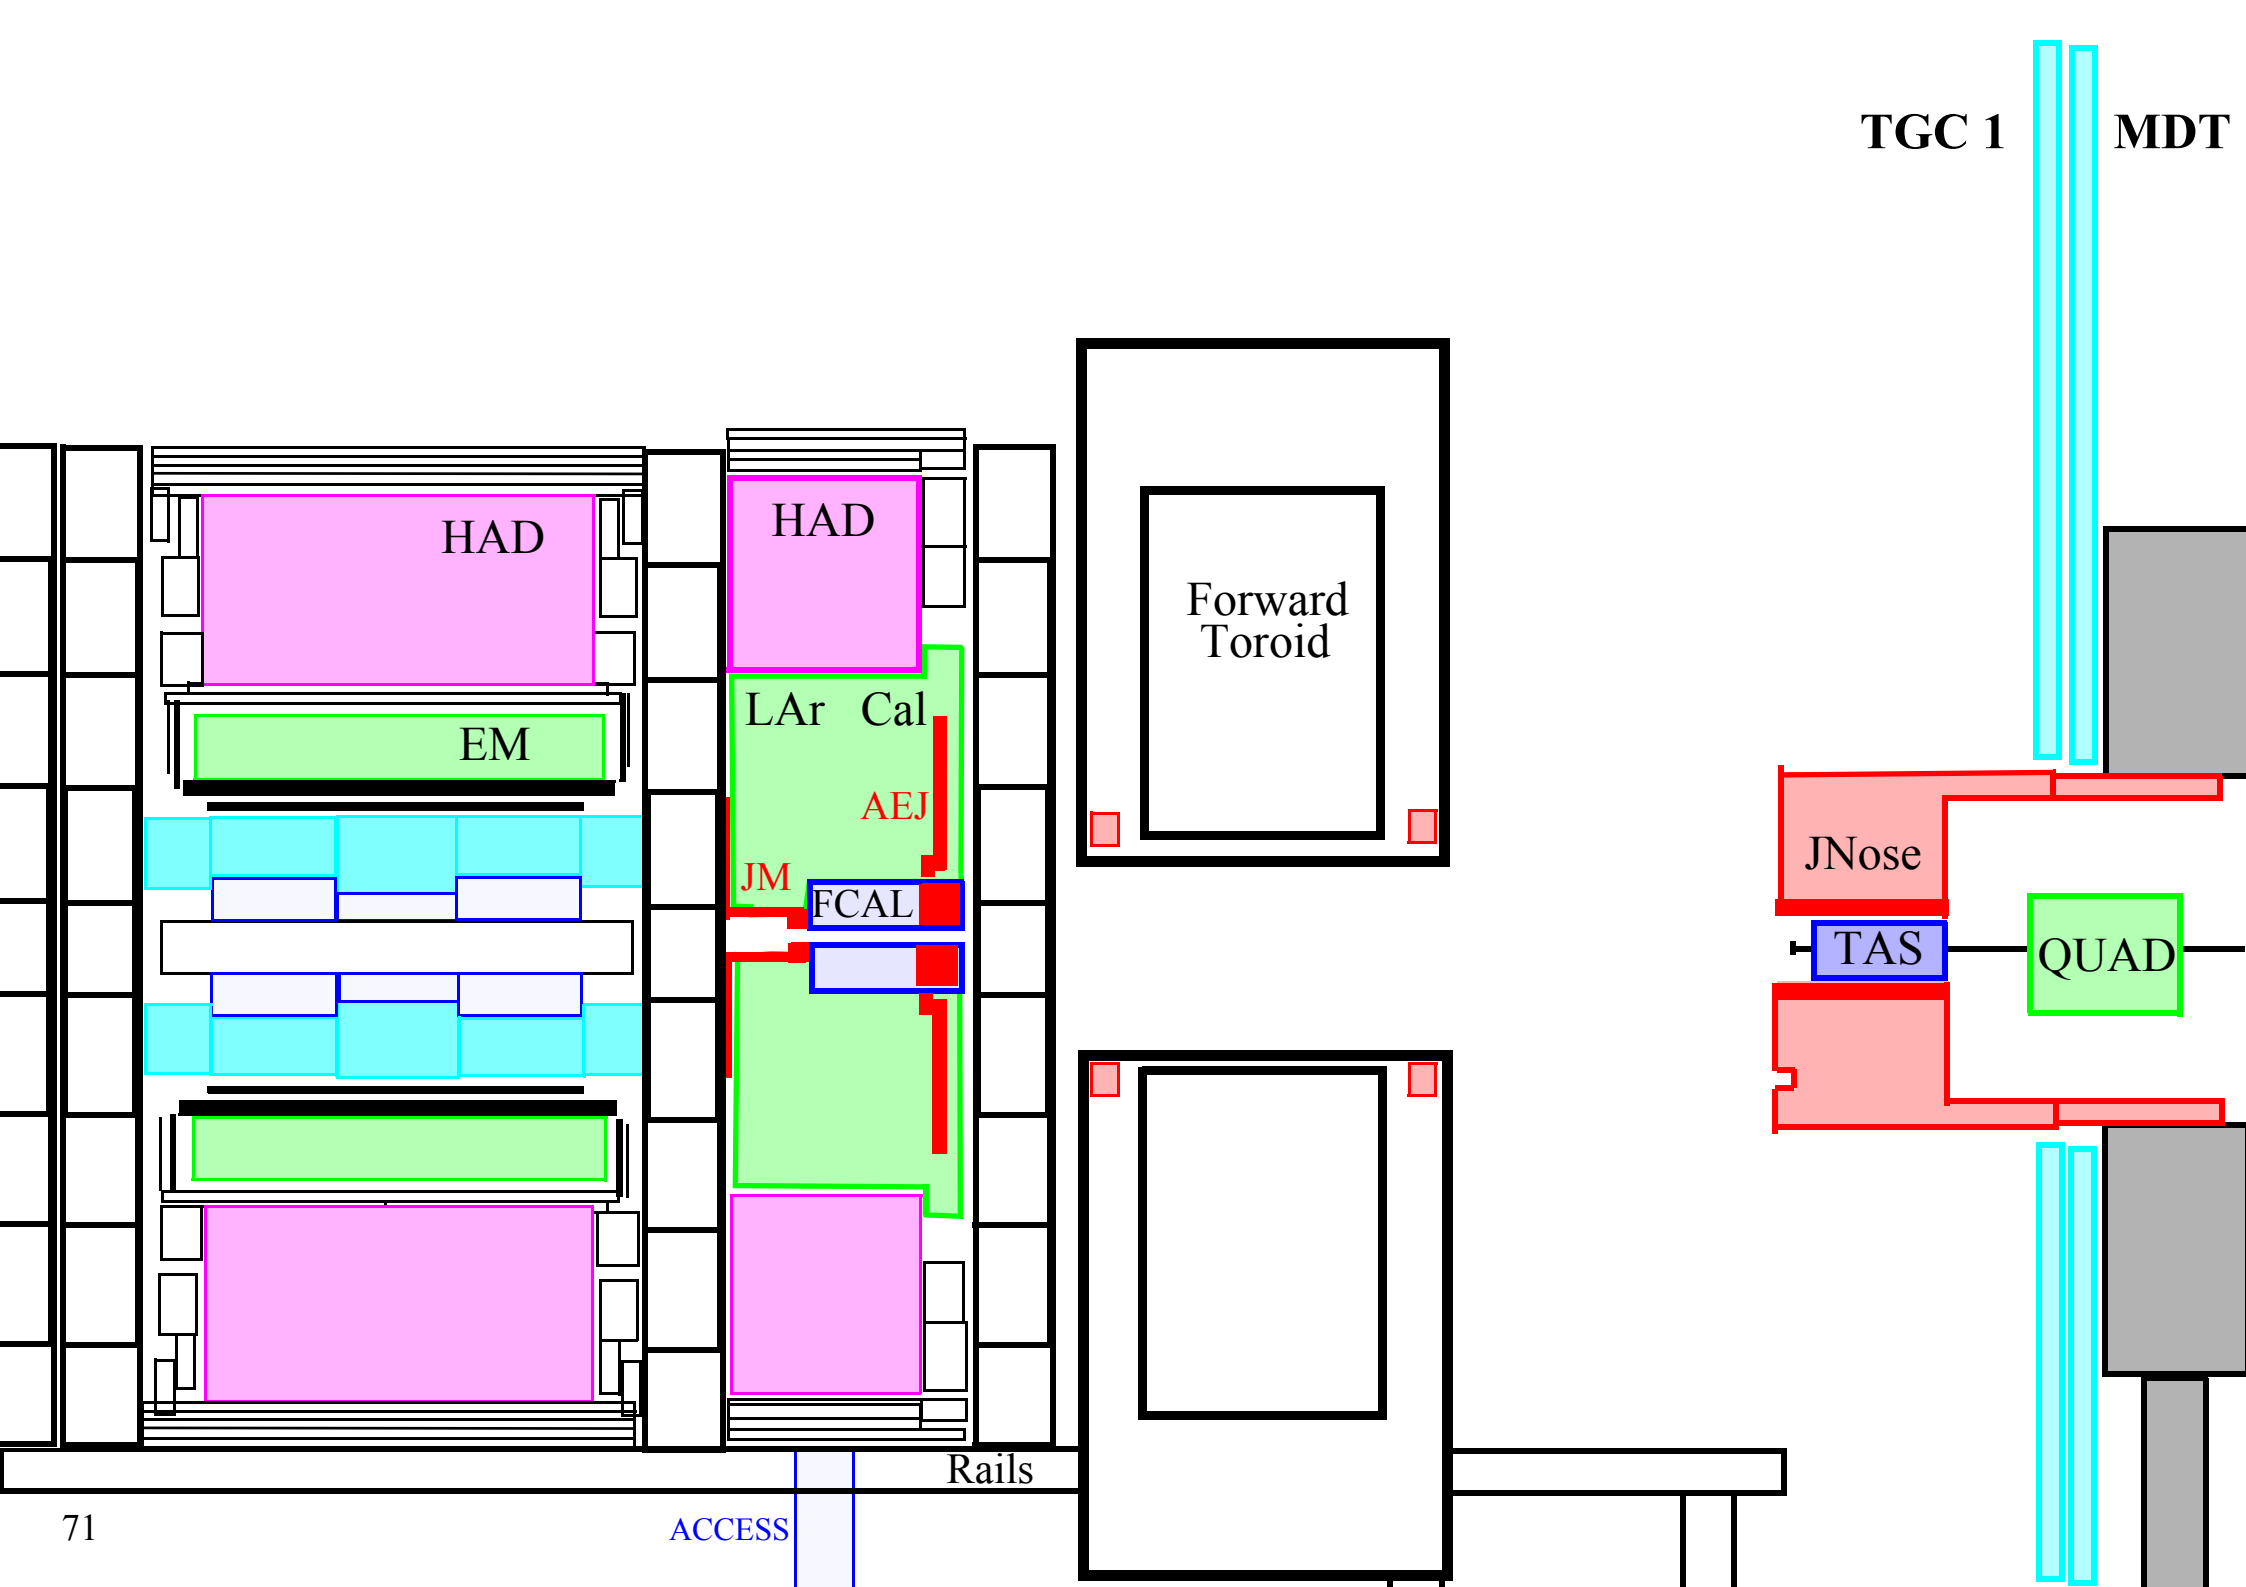 TGC 1
MDT
HAD
HAD
Forward
Toroid
LAr Cal
EM
AEJ
JM
FCAL
JNose
TAS
QUAD
Rails
71
ACCESS